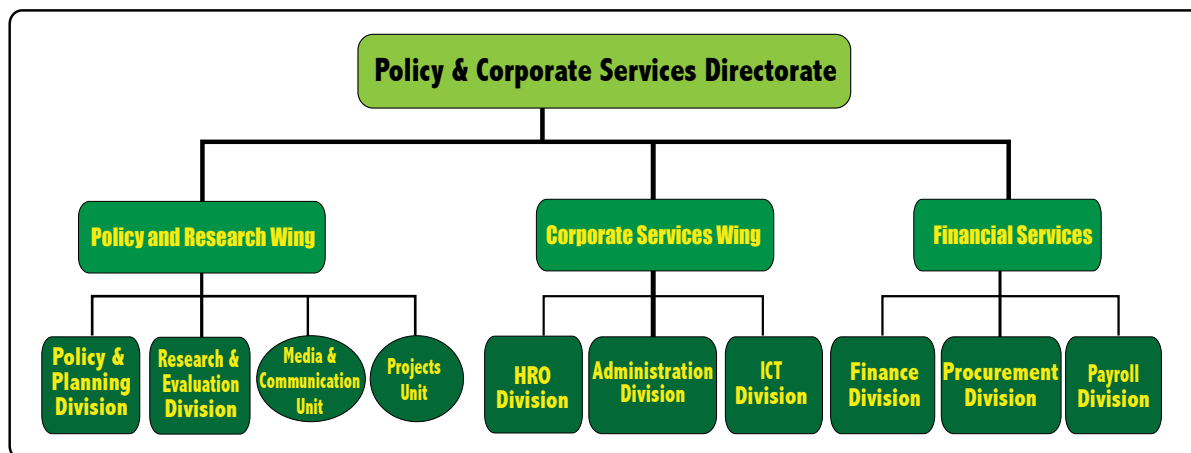 Policy & Corporate Services Directorate
Policy and Research Wing
Corporate Services Wing
Financial Services
Policy &
Planning
Division
Research &
Evaluation
Division
Media &
Communication
Unit
Projects
Unit
HRO
Division
Administration
Division
ICT
Division
Finance
Division
Procurement
Division
Payroll
Division